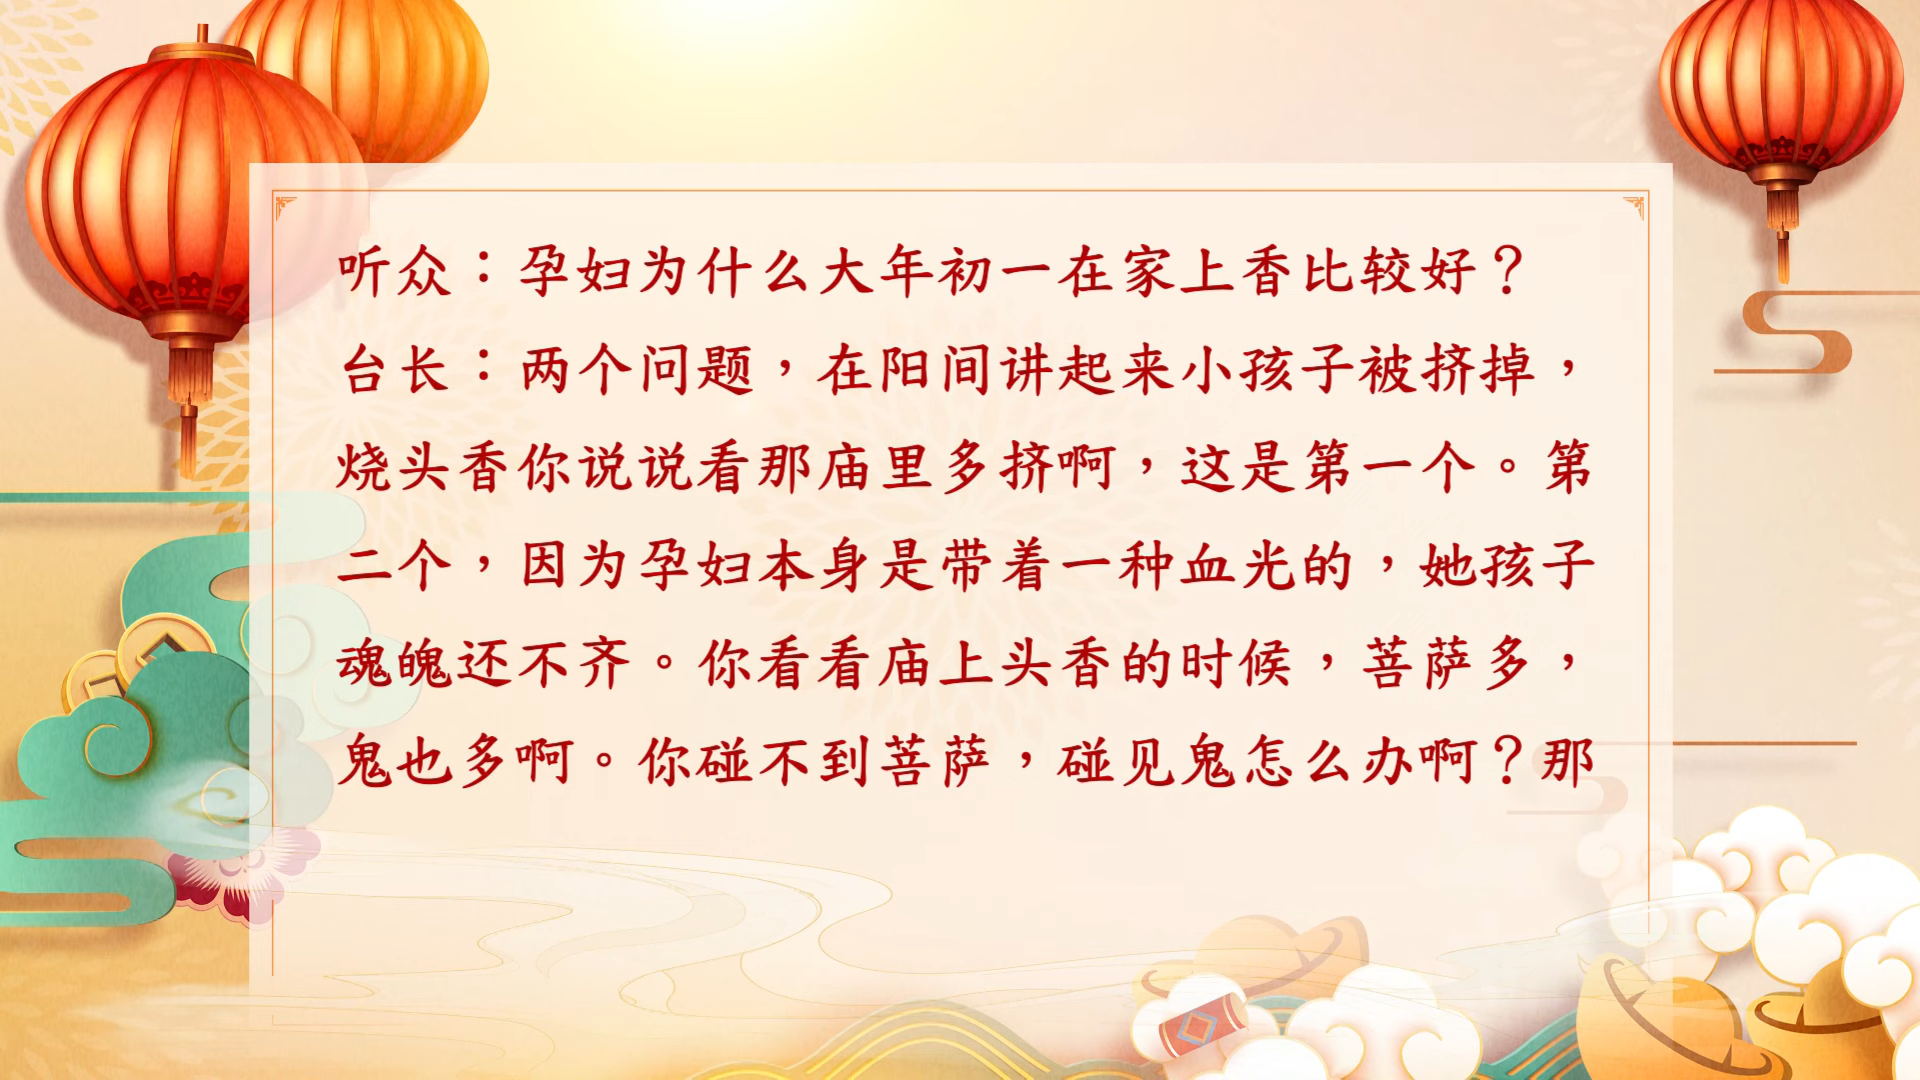 听众：孕妇为什么大年初一在家上香比较好？
台长：两个问题，在阳间讲起来小孩子被挤掉，
烧头香你说说看那庙里多挤啊，这是第一个。第
二个，因为孕妇本身是带着一种血光的，她孩子
魂魄还不齐。你看看庙上头香的时候，菩萨多，
鬼也多啊。你碰不到菩萨，碰见鬼怎么办啊？那